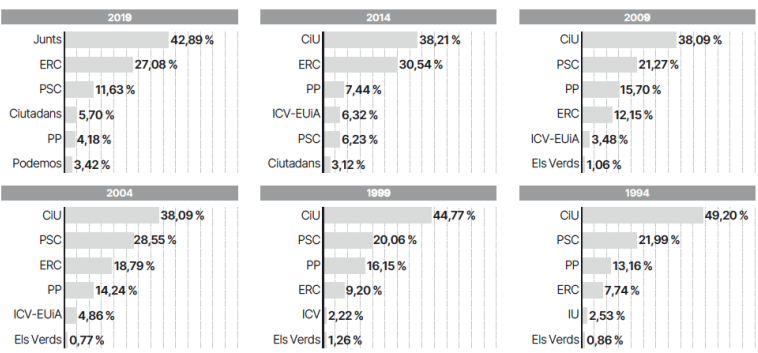 2019
Junts 42,89 %
ERC 27,08 %
PSC 11,63 %
Ciutadans 5,70 %
PP 4,18 %
Podemos 3,42 %
2014
CiU 38,21 %
ERC 30,54 %
PP 7,44 %
ICV-EUiA 6,32 %
PSC 6,23 %
Ciutadans 3,12 %
2009
CiU 38,09 %
PSC 21,27 %
PP 15,70 %
ERC 12,15 %
ICV-EUiA 3,48 %
Els Verds 1,06 %
2004
CiU 38,09 %
PSC 28,55 %
ERC 18,79 %
PP 14,24 %
ICV-EUiA 4,86 %
Els Verds 0,77 %
1999
CiU 44,77 %
PSC 20,06 %
PP 16,15 %
ERC 9,20 %
ICV 2,22 %
Els Verds 1,26 %
1994
CiU 49,20 %
PSC 21,99 %
PP 13,16 %
ERC 7,74 %
IU 2,53 %
Els Verds 0,86 %